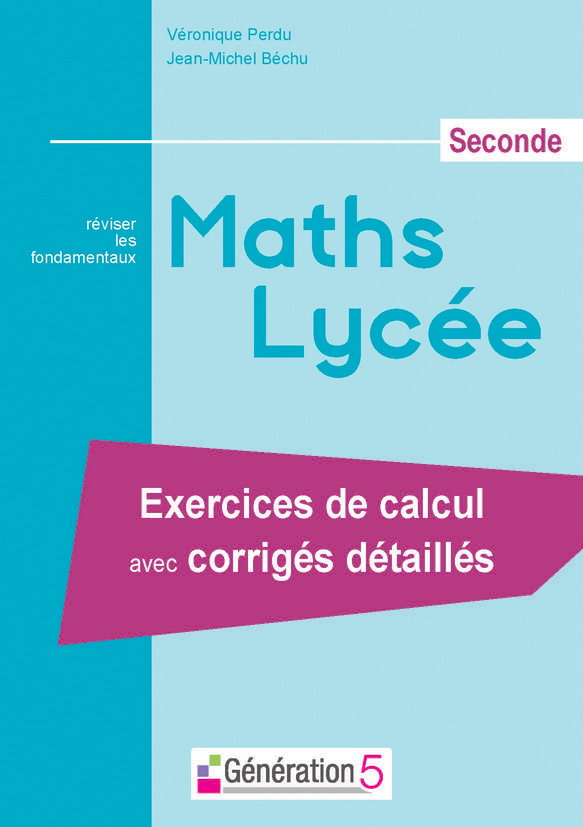 Véronique Perdu
Jean-Michel Béchu
Seconde
réviser
les
fondamentaux
Maths
Lycée
Exercices de calcul
avec corrigés détaillés
Génération 5